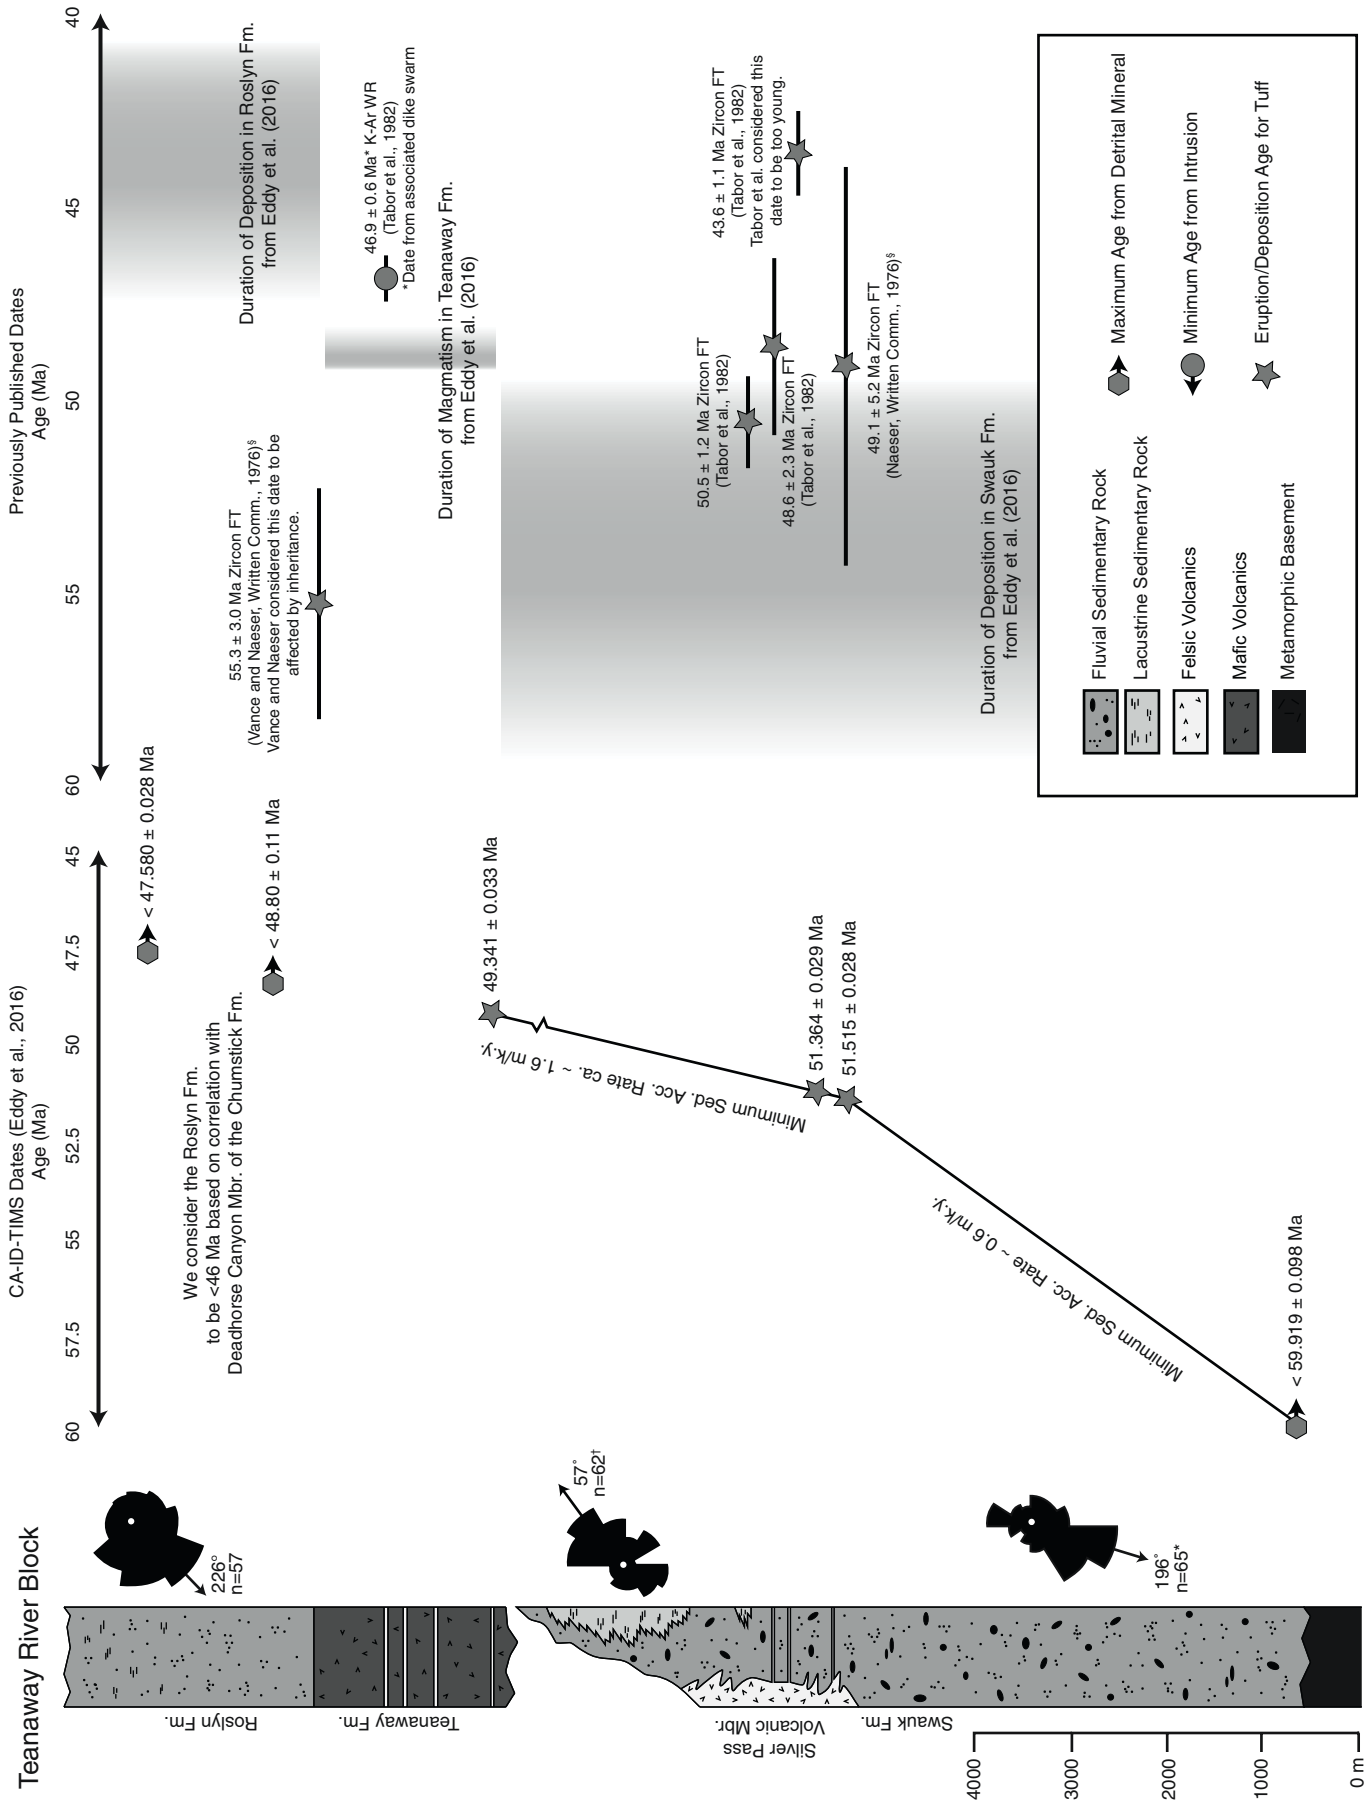 Teanaway River Block
CA-ID-TIMS Dates (Eddy et al., 2016)
Age (Ma)
60
57.5
55
52.5
50
47.5
45
Previously Published Dates
Age (Ma)
60
55
50
45
40
Roslyn Fm.
Teanaway Fm.
Silver Pass
Volcanic Mbr.
Swauk Fm.
4000
3000
2000
1000
0 m
226°
n=57
57°
n=62†
196°
n=65*
< 47.580 ± 0.028 Ma
< 48.80 ± 0.11 Ma
We consider the Roslyn Fm.
to be <46 Ma based on correlation with
Deadhorse Canyon Mbr. of the Chumstick Fm.
49.341 ± 0.033 Ma
Minimum Sed. Acc. Rate ca. ~ 1.6 m/k.y.
51.364 ± 0.029 Ma
51.515 ± 0.028 Ma
Minimum Sed. Acc. Rate ~ 0.6 m/k.y.
< 59.919 ± 0.098 Ma
Duration of Deposition in Roslyn Fm.
from Eddy et al. (2016)
55.3 ± 3.0 Ma Zircon FT
(Vance and Naeser, Written Comm., 1976)§
Vance and Naeser considered this date to be
affected by inheritance.
46.9 ± 0.6 Ma* K-Ar WR
(Tabor et al., 1982)
*Date from associated dike swarm
Duration of Magmatism in Teanaway Fm.
from Eddy et al. (2016)
50.5 ± 1.2 Ma Zircon FT
(Tabor et al., 1982)
48.6 ± 2.3 Ma Zircon FT
(Tabor et al., 1982)
43.6 ± 1.1 Ma Zircon FT
(Tabor et al., 1982)
Tabor et al. considered this
date to be too young.
49.1 ± 5.2 Ma Zircon FT
(Naeser, Written Comm., 1976)§
Duration of Deposition in Swauk Fm.
from Eddy et al. (2016)
Fluvial Sedimentary Rock
Lacustrine Sedimentary Rock
Felsic Volcanics
Mafic Volcanics
Metamorphic Basement
Maximum Age from Detrital Mineral
Minimum Age from Intrusion
Eruption/Deposition Age for Tuff